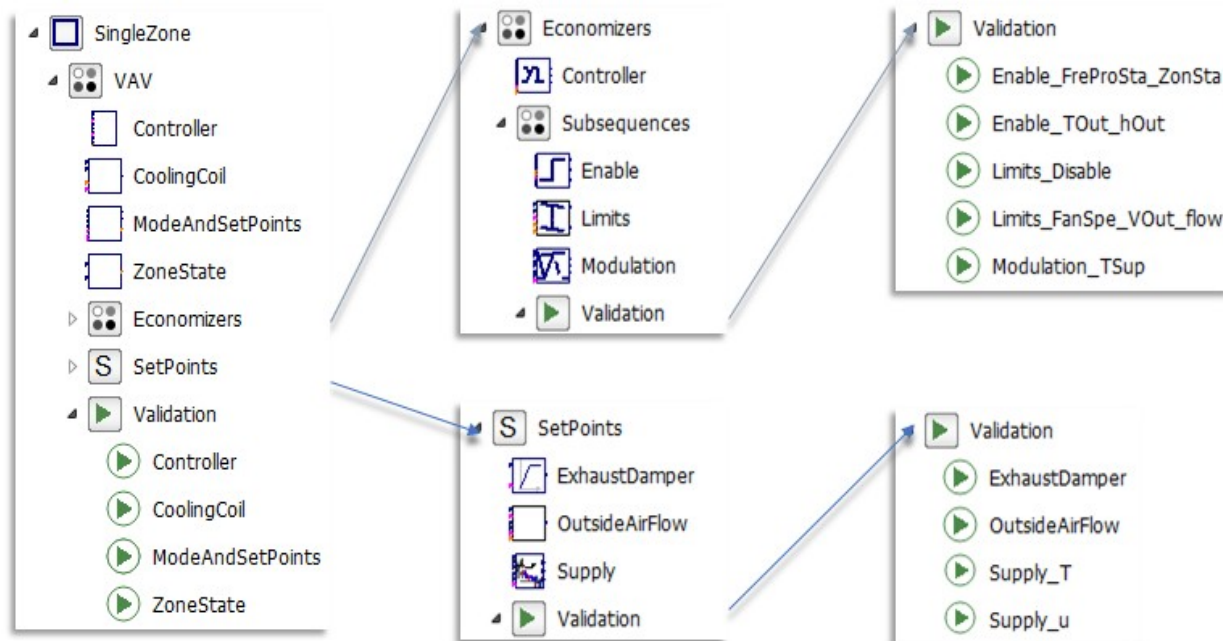 SingleZone
VAV
Controller
CoolingCoil
ModeAndSetPoints
ZoneState
Economizers
S SetPoints
Validation
Controller
CoolingCoil
ModeAndSetPoints
ZoneState
Economizers
Controller
Subsequences
Enable
Limits
Modulation
Validation
Validation
Enable_FreProSta_ZonSta
Enable_TOut_hOut
Limits_Disable
Limits_FanSpe_VOut_flow
Modulation_TSup
S SetPoints
ExhaustDamper
OutsideAirFlow
Supply
Validation
Validation
ExhaustDamper
OutsideAirFlow
Supply_T
Supply_u